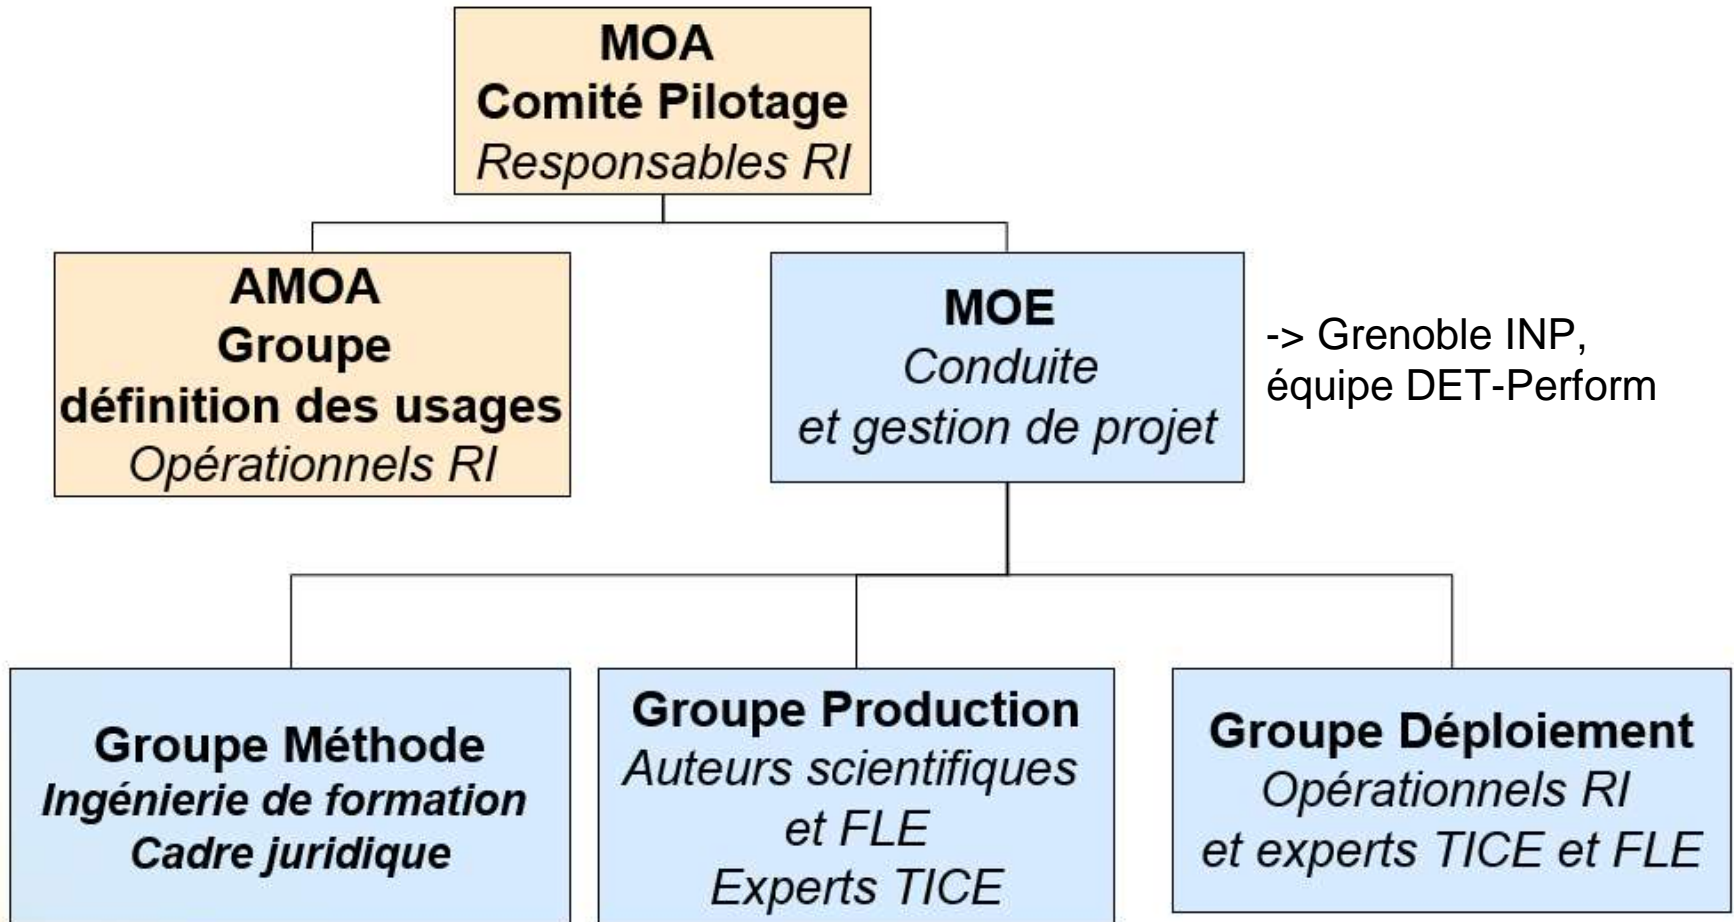 MOA
Comité Pilotage
Responsables RI
AMOA
Groupe
définition des usages
Opérationnels RI
MOE
Conduite
et gestion de projet
-> Grenoble INP,
équipe DET-Perform
Groupe Méthode
Ingénierie de formation
Cadre juridique
Groupe Production
Auteurs scientifiques
et FLE
Experts TICE
Groupe Déploiement
Opérationnels RI
et experts TICE et FLE